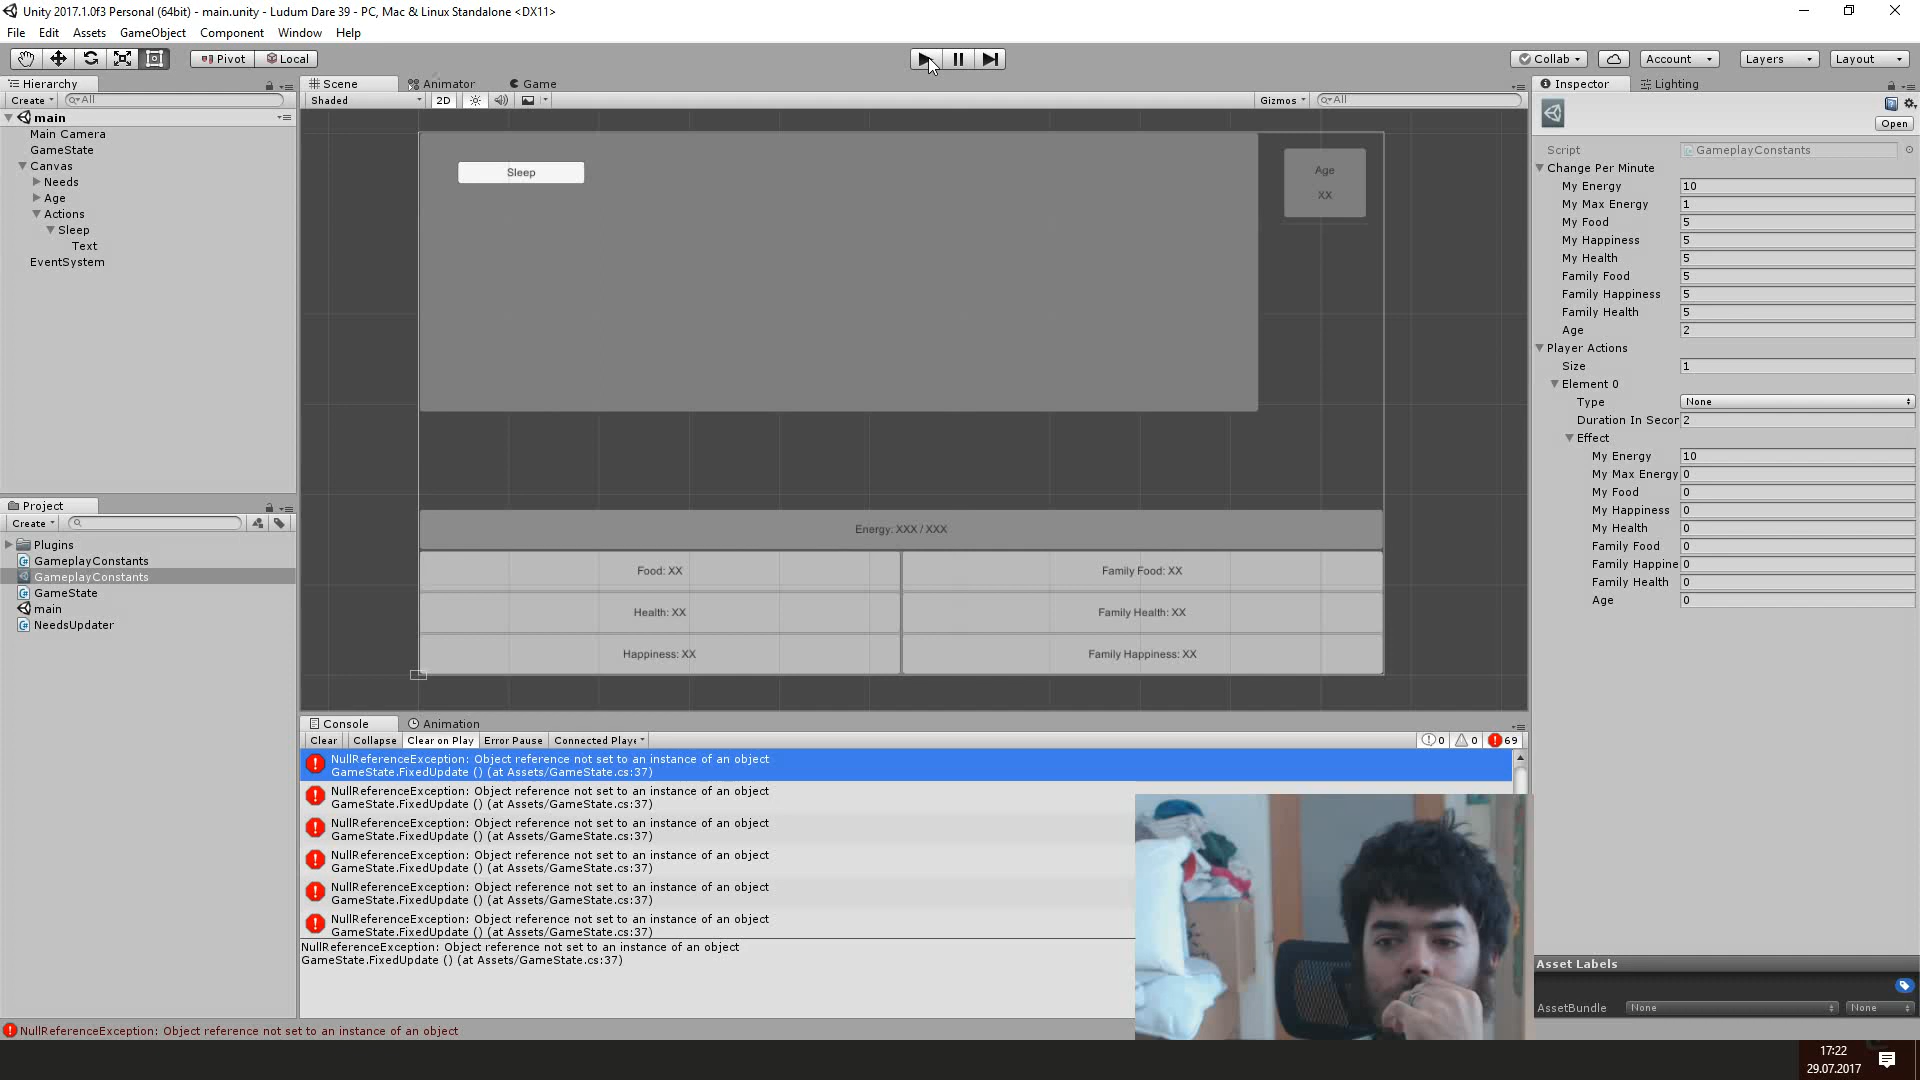 Unity 2017.1.0f3 Personal (64bit) - main.unity - Ludum Dare 39 - PC, Mac & Linux Standalone <DX11>
File Edit Assets GameObject Component Window Help
Pivot Local Collab Account Layers Layout
Hierarchy
Create All
main
Main Camera
GameState
Canvas
Needs
Age
Actions
Sleep
Text
EventSystem
Project
Create
Plugins
GameplayConstants
GameplayConstants
GameState
main
NeedsUpdater
Scene Animator Game
Shaded 2D Gizmos All
Sleep
Age
XX
Energy: XXX / XXX
Food: XX Family Food: XX
Health: XX Family Health: XX
Happiness: XX Family Happiness: XX
Console Animation
Clear Collapse Clear on Play Error Pause Connected Playe 0 0 69
NullReferenceException: Object reference not set to an instance of an object
GameState.FixedUpdate () (at Assets/GameState.cs:37)
NullReferenceException: Object reference not set to an instance of an object
GameState.FixedUpdate () (at Assets/GameState.cs:37)
NullReferenceException: Object reference not set to an instance of an object
GameState.FixedUpdate () (at Assets/GameState.cs:37)
NullReferenceException: Object reference not set to an instance of an object
GameState.FixedUpdate () (at Assets/GameState.cs:37)
NullReferenceException: Object reference not set to an instance of an object
GameState.FixedUpdate () (at Assets/GameState.cs:37)
NullReferenceException: Object reference not set to an instance of an object
GameState.FixedUpdate () (at Assets/GameState.cs:37)
NullReferenceException: Object reference not set to an instance of an object
GameState.FixedUpdate () (at Assets/GameState.cs:37)
Inspector Lighting
Open
Script GameplayConstants
Change Per Minute
My Energy 10
My Max Energy 1
My Food 5
My Happiness 5
My Health 5
Family Food 5
Family Happiness 5
Family Health 5
Age 2
Player Actions
Size 1
Element 0
Type None
Duration In Secor 2
Effect
My Energy 10
My Max Energy 0
My Food 0
My Happiness 0
My Health 0
Family Food 0
Family Happine 0
Family Health 0
Age 0
Asset Labels
AssetBundle None None
NullReferenceException: Object reference not set to an instance of an object
17:22
29.07.2017